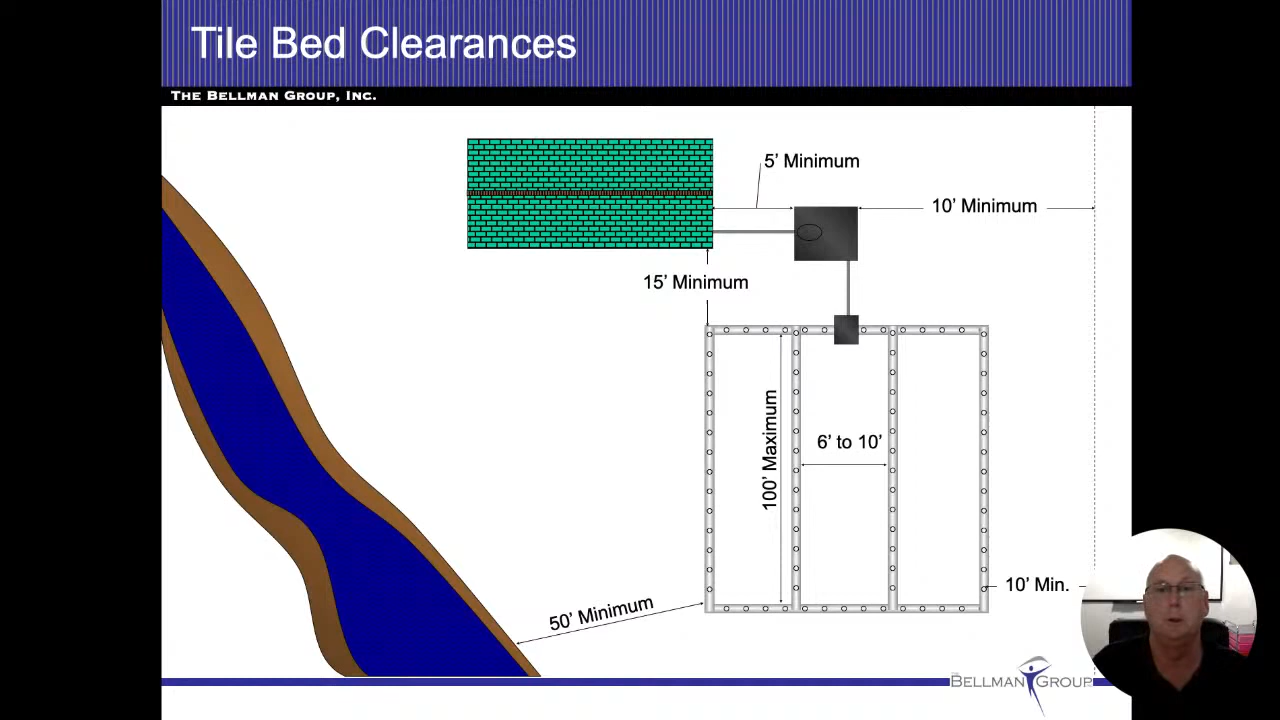 Tile Bed Clearances
THE BELLMAN GROUP, INC.
5’ Minimum
10’ Minimum
15’ Minimum
100’ Maximum
6’ to 10’
10’ Min.
50’ Minimum
BELLMAN GROUP